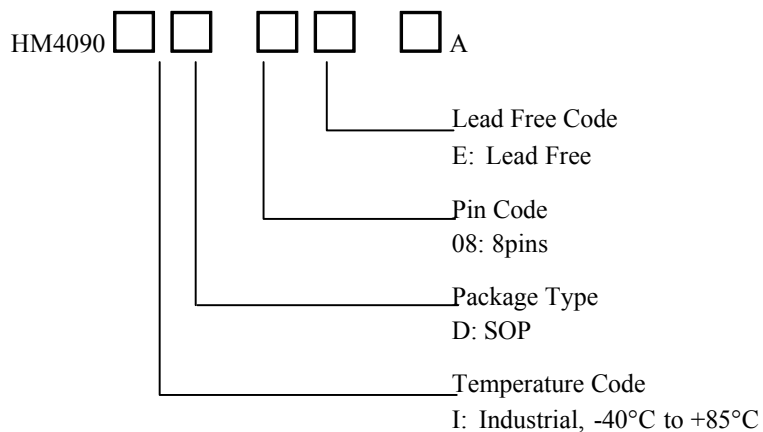 HM4090 A
Lead Free Code
E: Lead Free
Pin Code
08: 8pins
Package Type
D: SOP
Temperature Code
I: Industrial, -40°C to +85°C